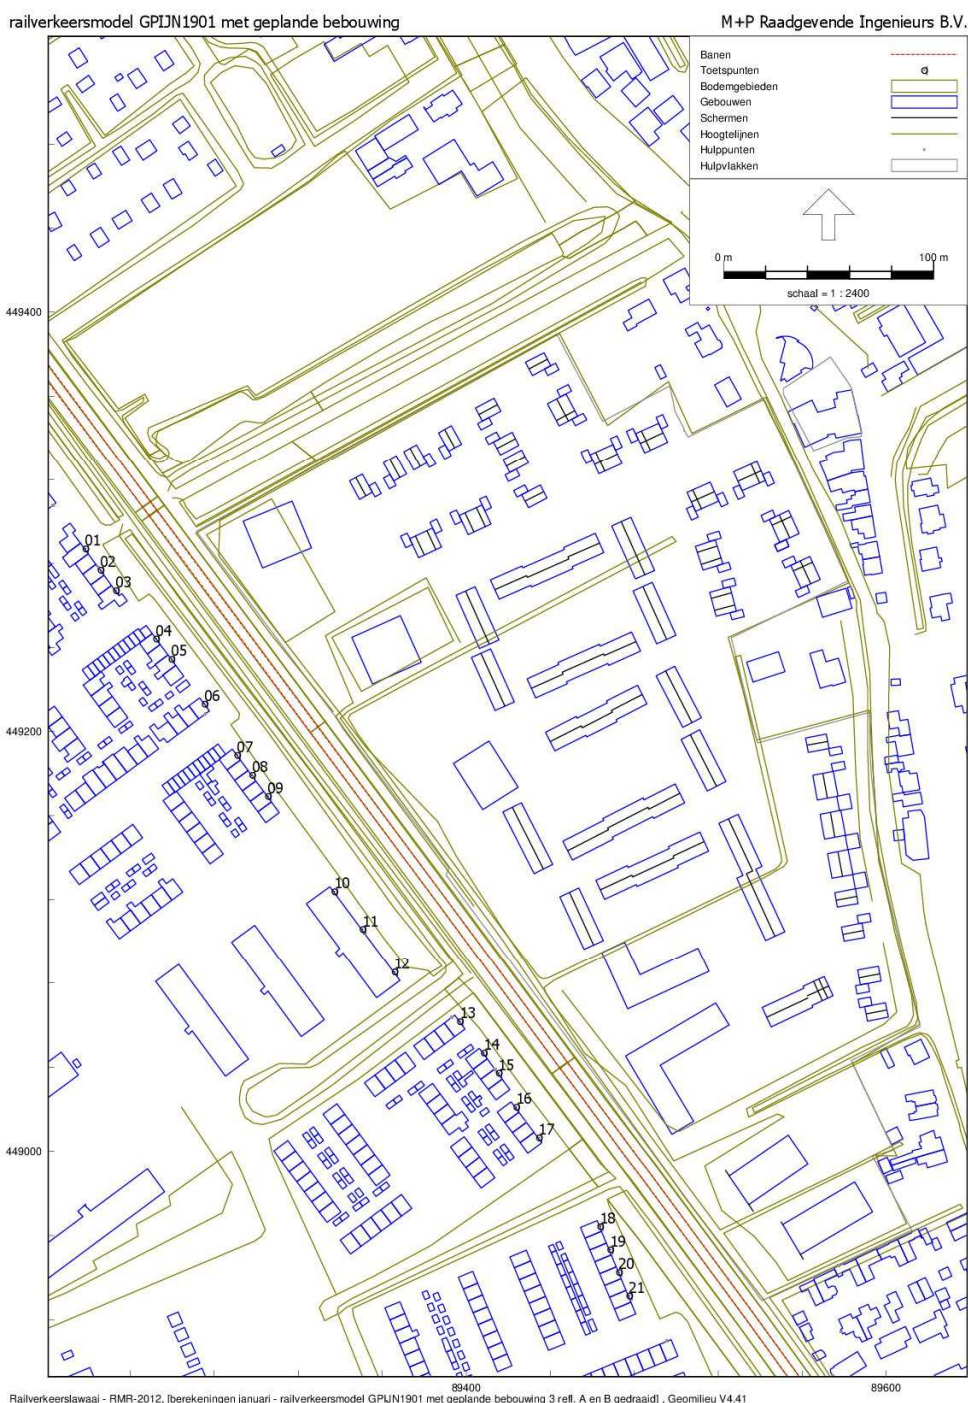 railverkeersmodel GPIJN1901 met geplande bebouwing
M+P Raadgevende Ingenieurs B.V.
Banen
Toetspunten
Bodemgebieden
Gebouwen
Schermen
Hoogtelijnen
Hulppunten
Hulpvlakken
0 m
100 m
schaal = 1 : 2400
449400
01
02
03
04
05
06
449200
07
08
09
10
11
12
13
14
15
16
17
449000
18
19
20
21
89400
89600
Railverkeerslawaai - RMR-2012, [berekeningen januari - railverkeersmodel GPIJN1901 met geplande bebouwing 3 refl. A en B gedraaid] , Geomilieu V4.41